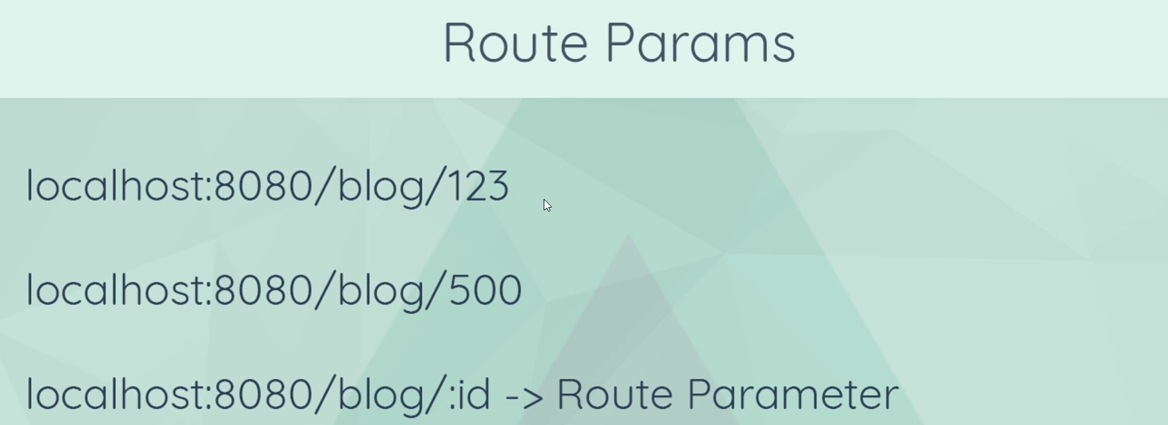 Route Params
localhost:8080/blog/123
localhost:8080/blog/500
localhost:8080/blog/:id -> Route Parameter